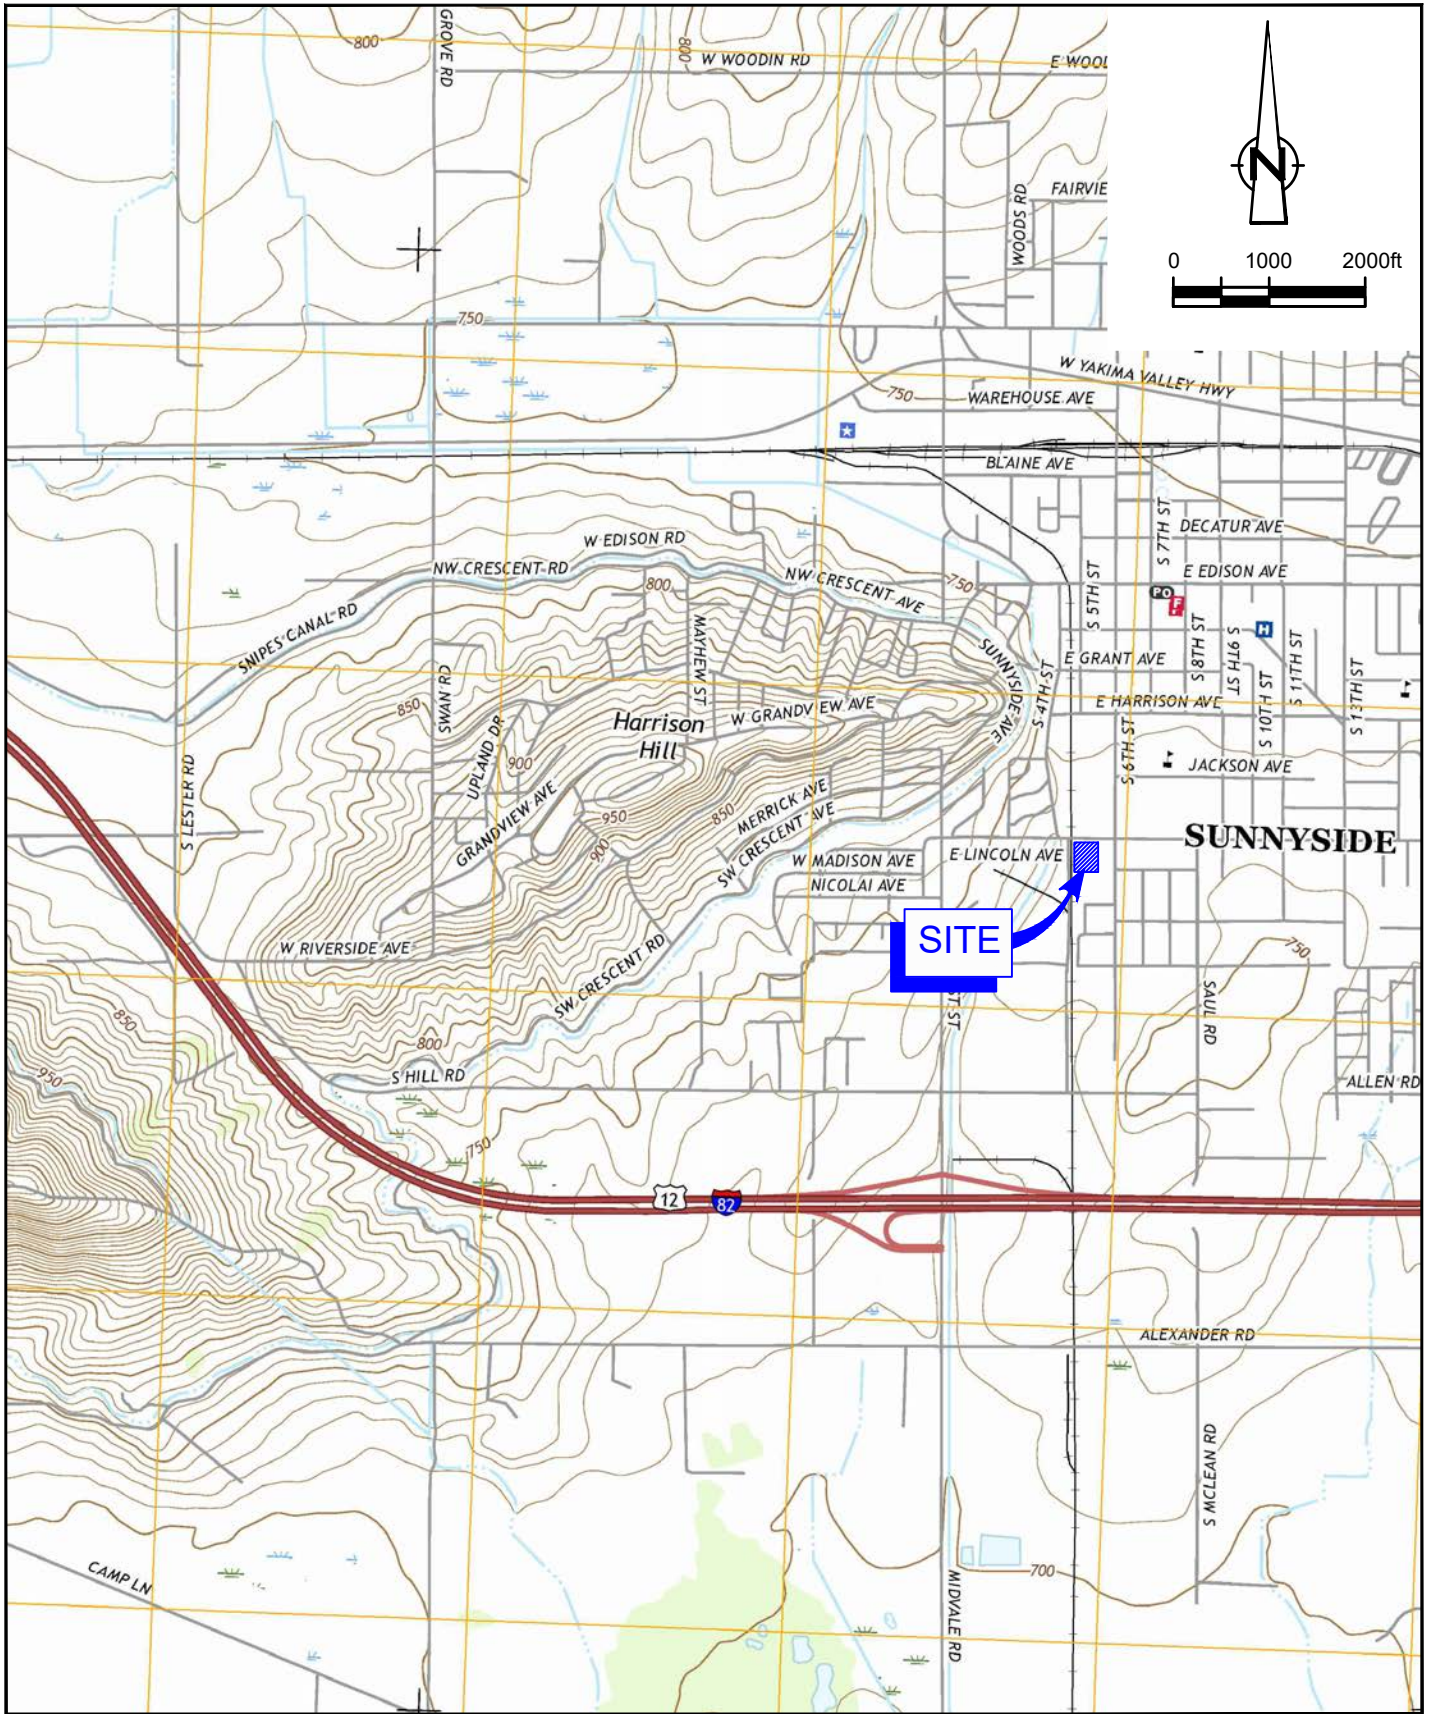 800
GROVE RD
800
W WOODIN RD
E WOOD
N
WOODS RD
FAIRVIE
0 1000 2000ft
750
W YAKIMA VALLEY HWY
750
WAREHOUSE AVE
BLAINE AVE
S 7TH ST
DECATUR AVE
W EDISON RD
NW CRESCENT RD
800
NW CRESCENT AVE
750
S 5TH ST
E EDISON AVE
PO
F
H
SNIPES CANAL RD
MAYHEW ST
SUNNYSIDE AVE
S 4TH ST
E GRANT AVE
S 8TH ST
S 9TH ST
S 10TH ST
S 11TH ST
S 13TH ST
SWAN RD
850
UPLAND DR
900
Harrison
Hill
W GRANDVIEW AVE
E HARRISON AVE
S 6TH ST
JACKSON AVE
S LESTER RD
GRANDVIEW AVE
950
900
850
MERRICK AVE
SW CRESCENT AVE
W MADISON AVE
NICOLAI AVE
E LINCOLN AVE
SUNNYSIDE
SITE
W RIVERSIDE AVE
SW CRESCENT RD
ST ST
SAUL RD
750
850
950
800
S HILL RD
ALLEN RD
750
12
82
ALEXANDER RD
S MCLEAN RD
CAMP LN
MIDVALE RD
700